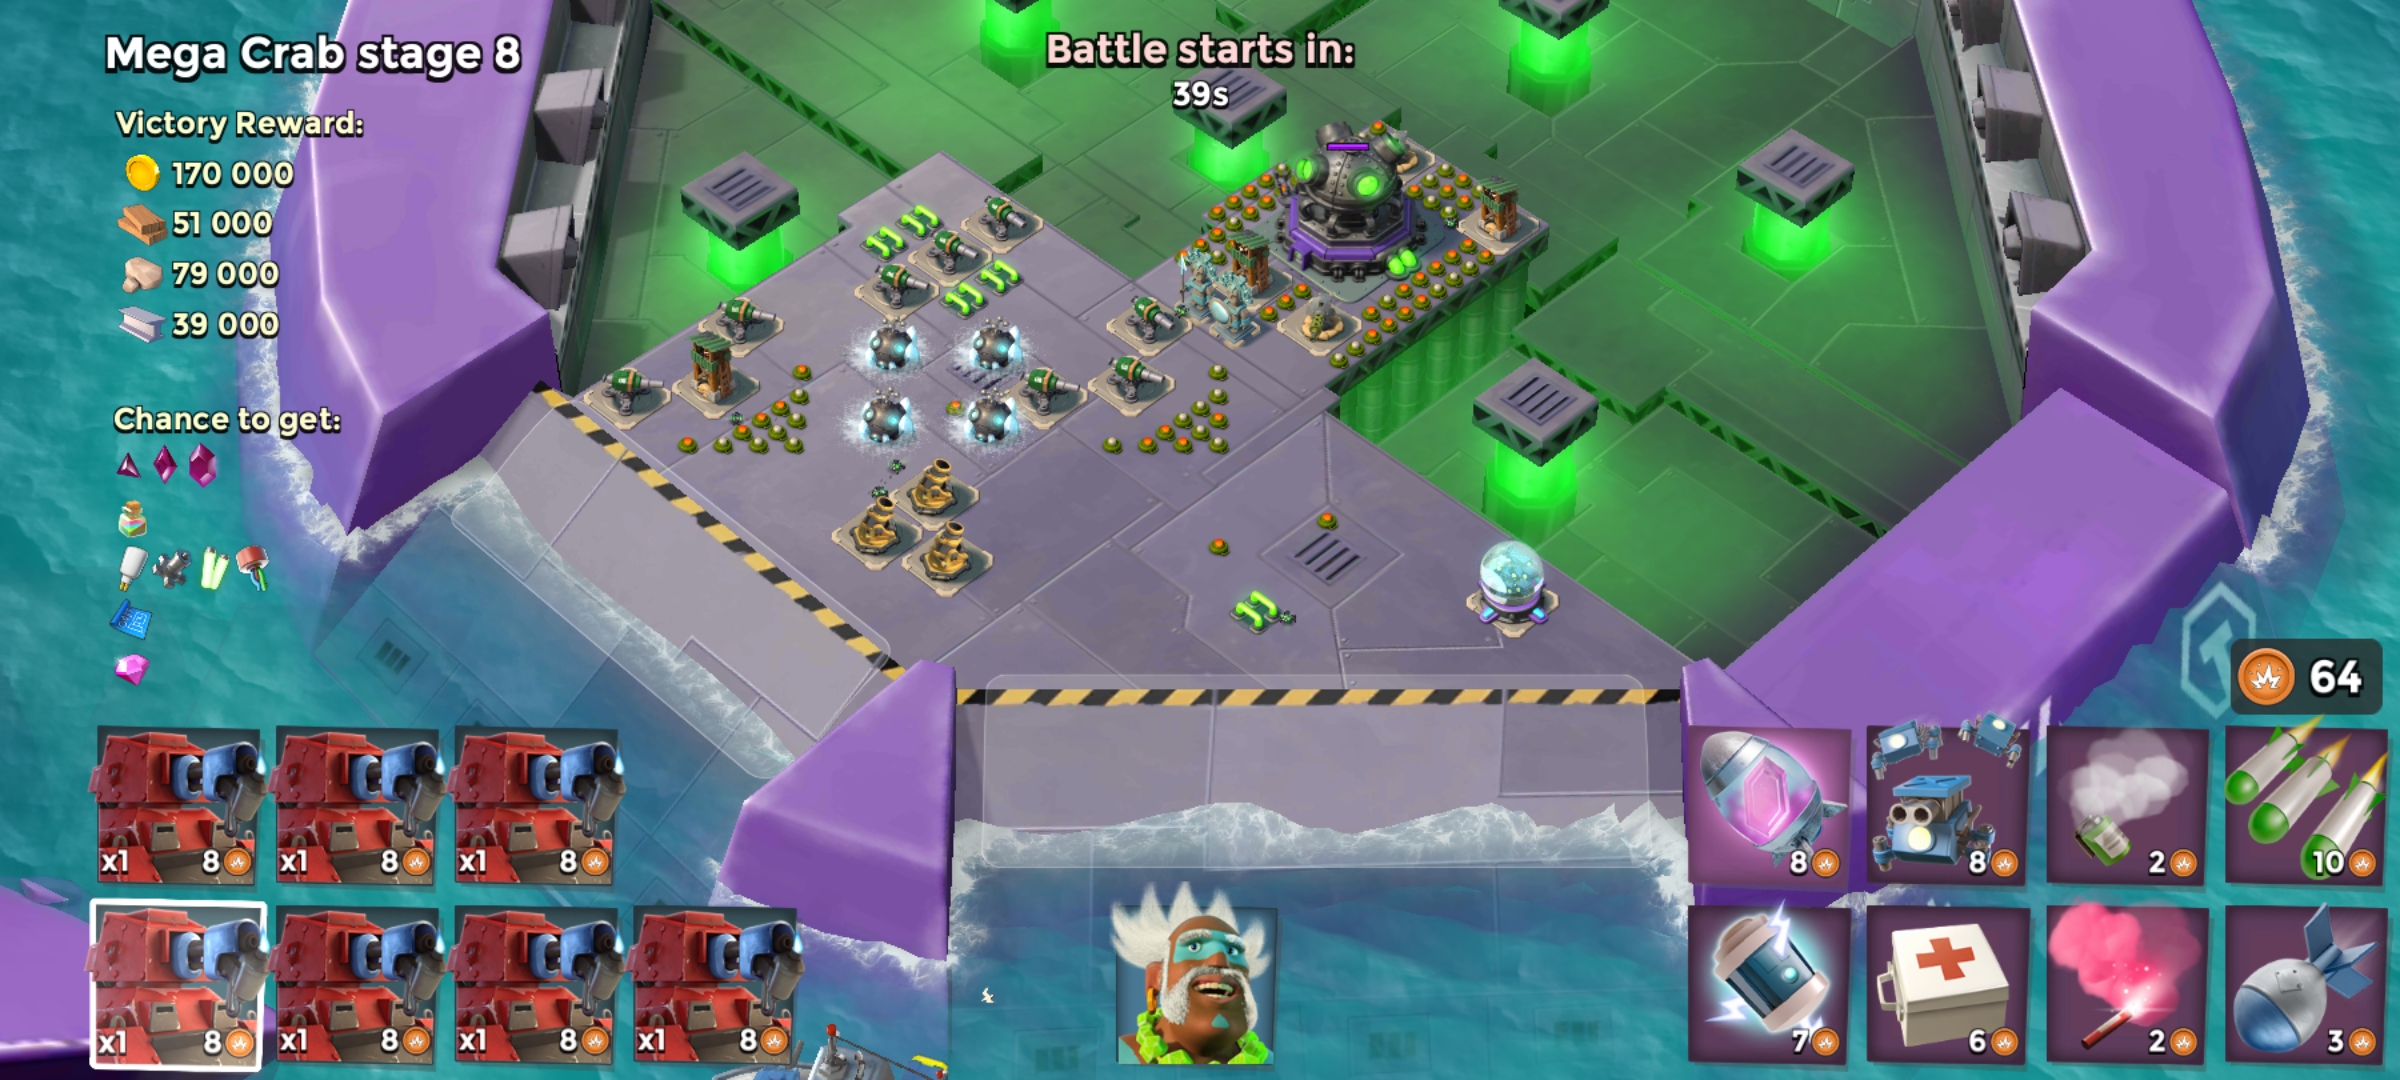 Mega Crab stage 8
Battle starts in:
39s
Victory Reward:
170 000
51 000
79 000
39 000
Chance to get:
64
x1 8
x1 8
x1 8
8
8
2
10
x1 8
x1 8
x1 8
x1 8
7
6
2
3